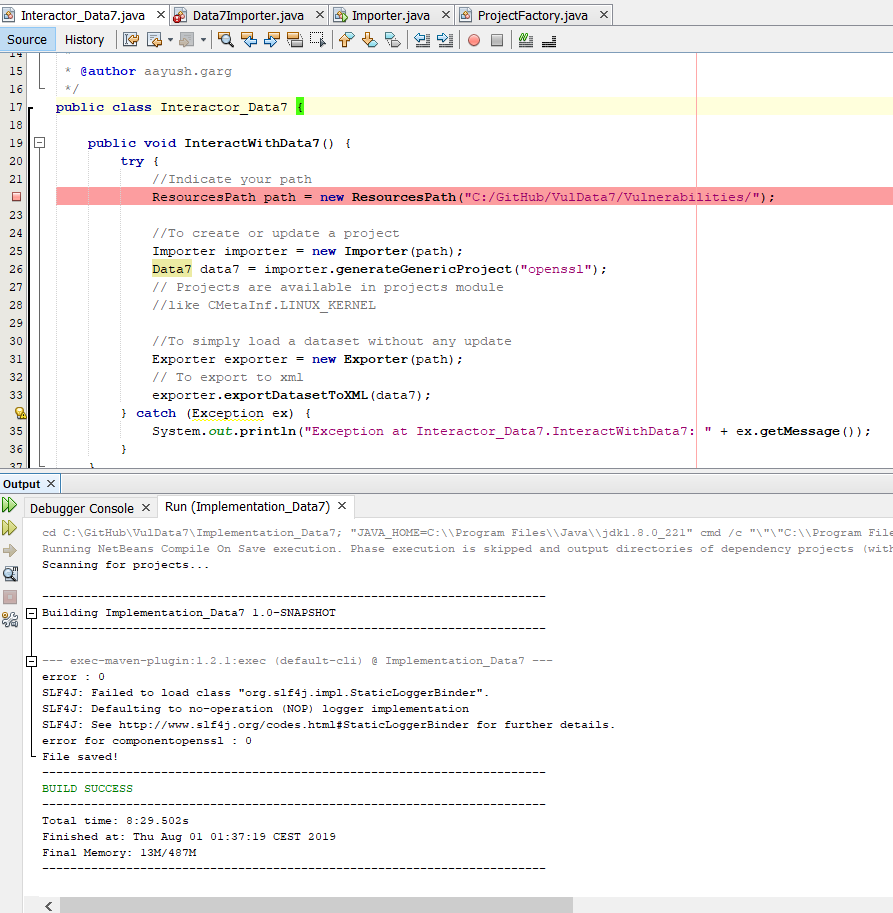 Interactor_Data7.java × Data7Importer.java × Importer.java × ProjectFactory.java ×
Source History
14 *
15 * @author aayush.garg
16 */
17 public class Interactor_Data7 {
18
19 public void InteractWithData7() {
20 try {
21 //Indicate your path
ResourcesPath path = new ResourcesPath("C:/GitHub/VulData7/Vulnerabilities/");
23
24 //To create or update a project
25 Importer importer = new Importer(path);
26 Data7 data7 = importer.generateGenericProject("openssl");
27 // Projects are available in projects module
28 //like CMetaInf.LINUX_KERNEL
29
30 //To simply load a dataset without any update
31 Exporter exporter = new Exporter(path);
32 // To export to xml
33 exporter.exportDatasetToXML(data7);
} catch (Exception ex) {
35 System.out.println("Exception at Interactor_Data7.InteractWithData7: " + ex.getMessage());
36 }
37 }
Output ×
Debugger Console × Run (Implementation_Data7) ×
cd C:\GitHub\VulData7\Implementation_Data7; "JAVA_HOME=C:\\Program Files\\Java\\jdk1.8.0_221" cmd /c "\"\"C:\\Program File
Running NetBeans Compile On Save execution. Phase execution is skipped and output directories of dependency projects (with
Scanning for projects...
------------------------------------------------------------------------
Building Implementation_Data7 1.0-SNAPSHOT
------------------------------------------------------------------------
--- exec-maven-plugin:1.2.1:exec (default-cli) @ Implementation_Data7 ---
error : 0
SLF4J: Failed to load class "org.slf4j.impl.StaticLoggerBinder".
SLF4J: Defaulting to no-operation (NOP) logger implementation
SLF4J: See http://www.slf4j.org/codes.html#StaticLoggerBinder for further details.
error for componentopenssl : 0
File saved!
------------------------------------------------------------------------
BUILD SUCCESS
------------------------------------------------------------------------
Total time: 8:29.502s
Finished at: Thu Aug 01 01:37:19 CEST 2019
Final Memory: 13M/487M
------------------------------------------------------------------------